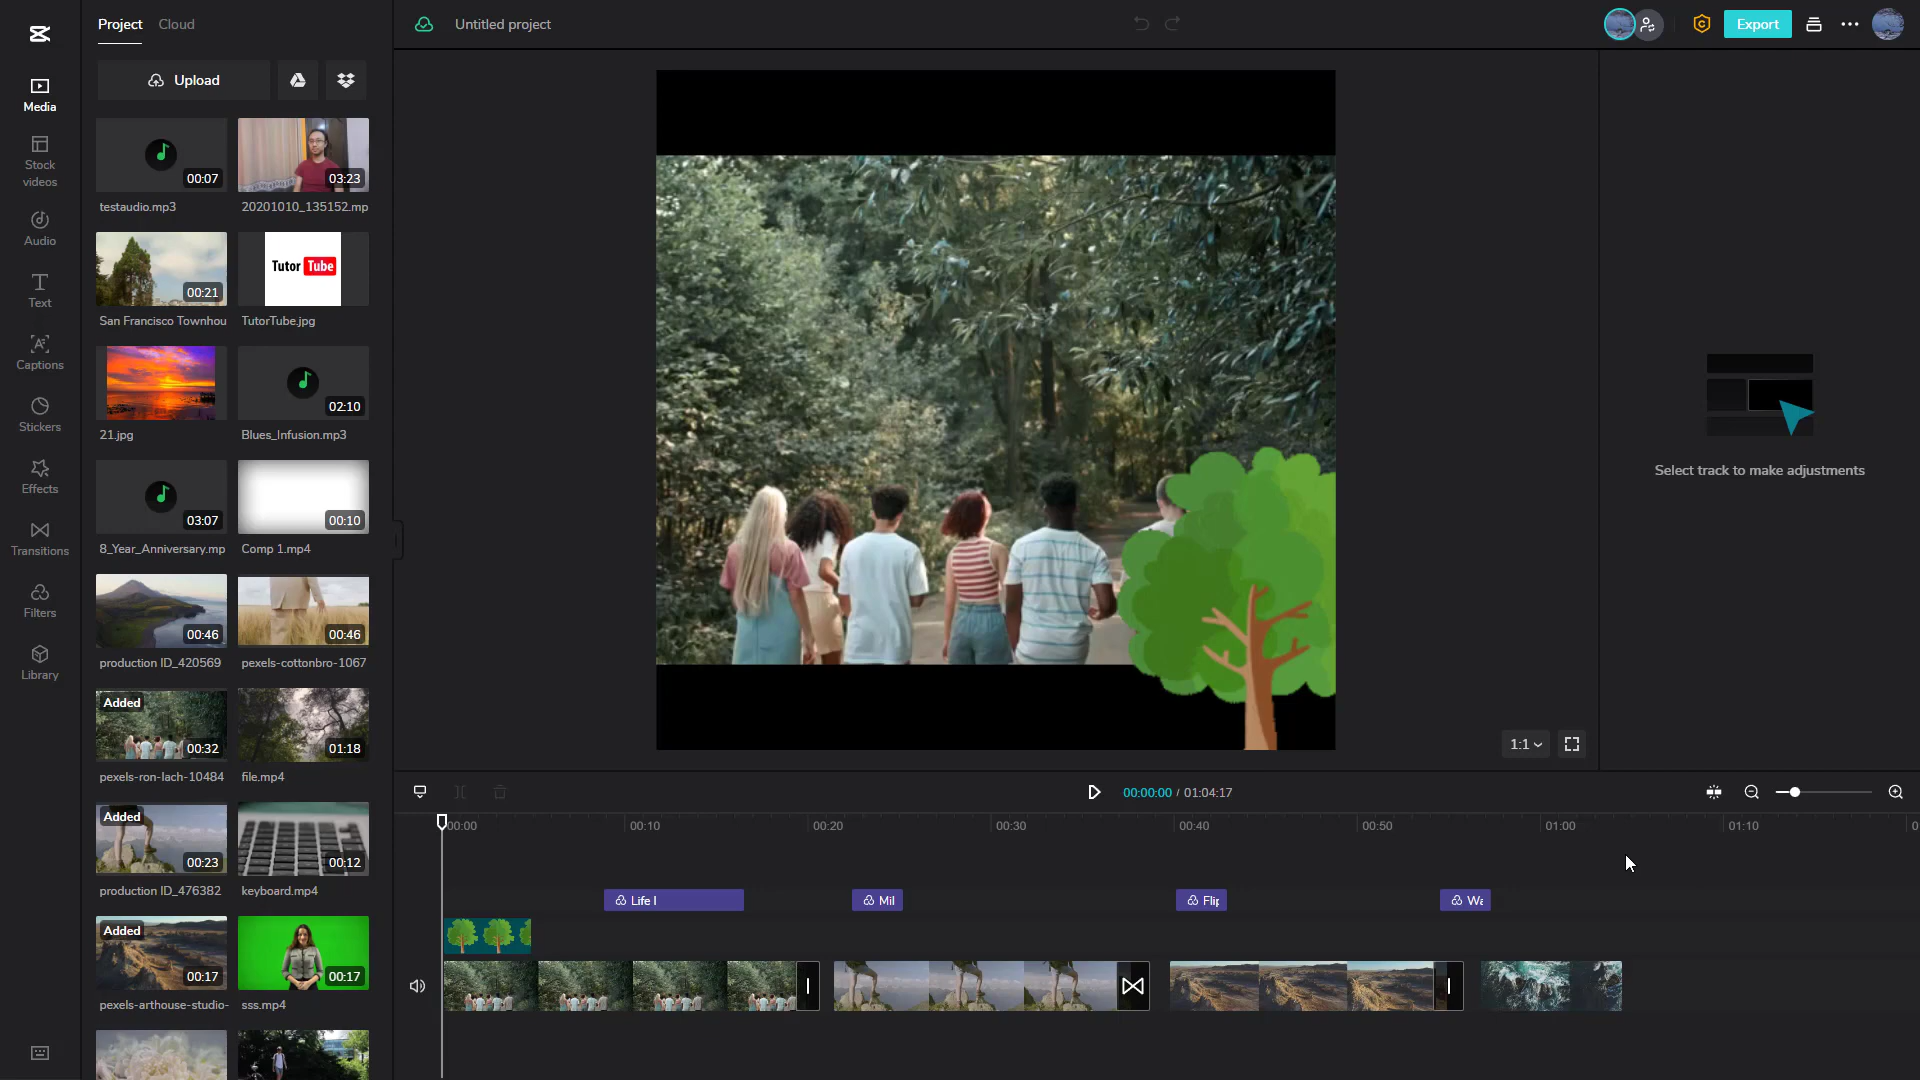 Project Cloud
Untitled project
Export
Upload
Media
Stock
videos
Audio
Text
Captions
Stickers
Effects
Transitions
Filters
Library
00:07
03:23
testaudio.mp3
20201010_135152.mp
00:21
Tutor Tube
San Francisco Townhou
TutorTube.jpg
02:10
21.jpg
Blues_Infusion.mp3
03:07
00:10
8_Year_Anniversary.mp
Comp 1.mp4
00:46
00:46
production ID_420569
pexels-cottonbro-1067
Added
00:32
01:18
pexels-ron-lach-10484
file.mp4
Added
00:23
00:12
production ID_476382
keyboard.mp4
Added
00:17
00:17
pexels-arthouse-studio-
sss.mp4
Select track to make adjustments
1:1
00:00:00 / 01:04:17
00:00 00:10 00:20 00:30 00:40 00:50 01:00 01:10 0
Life I
Mil
Flip
Wa